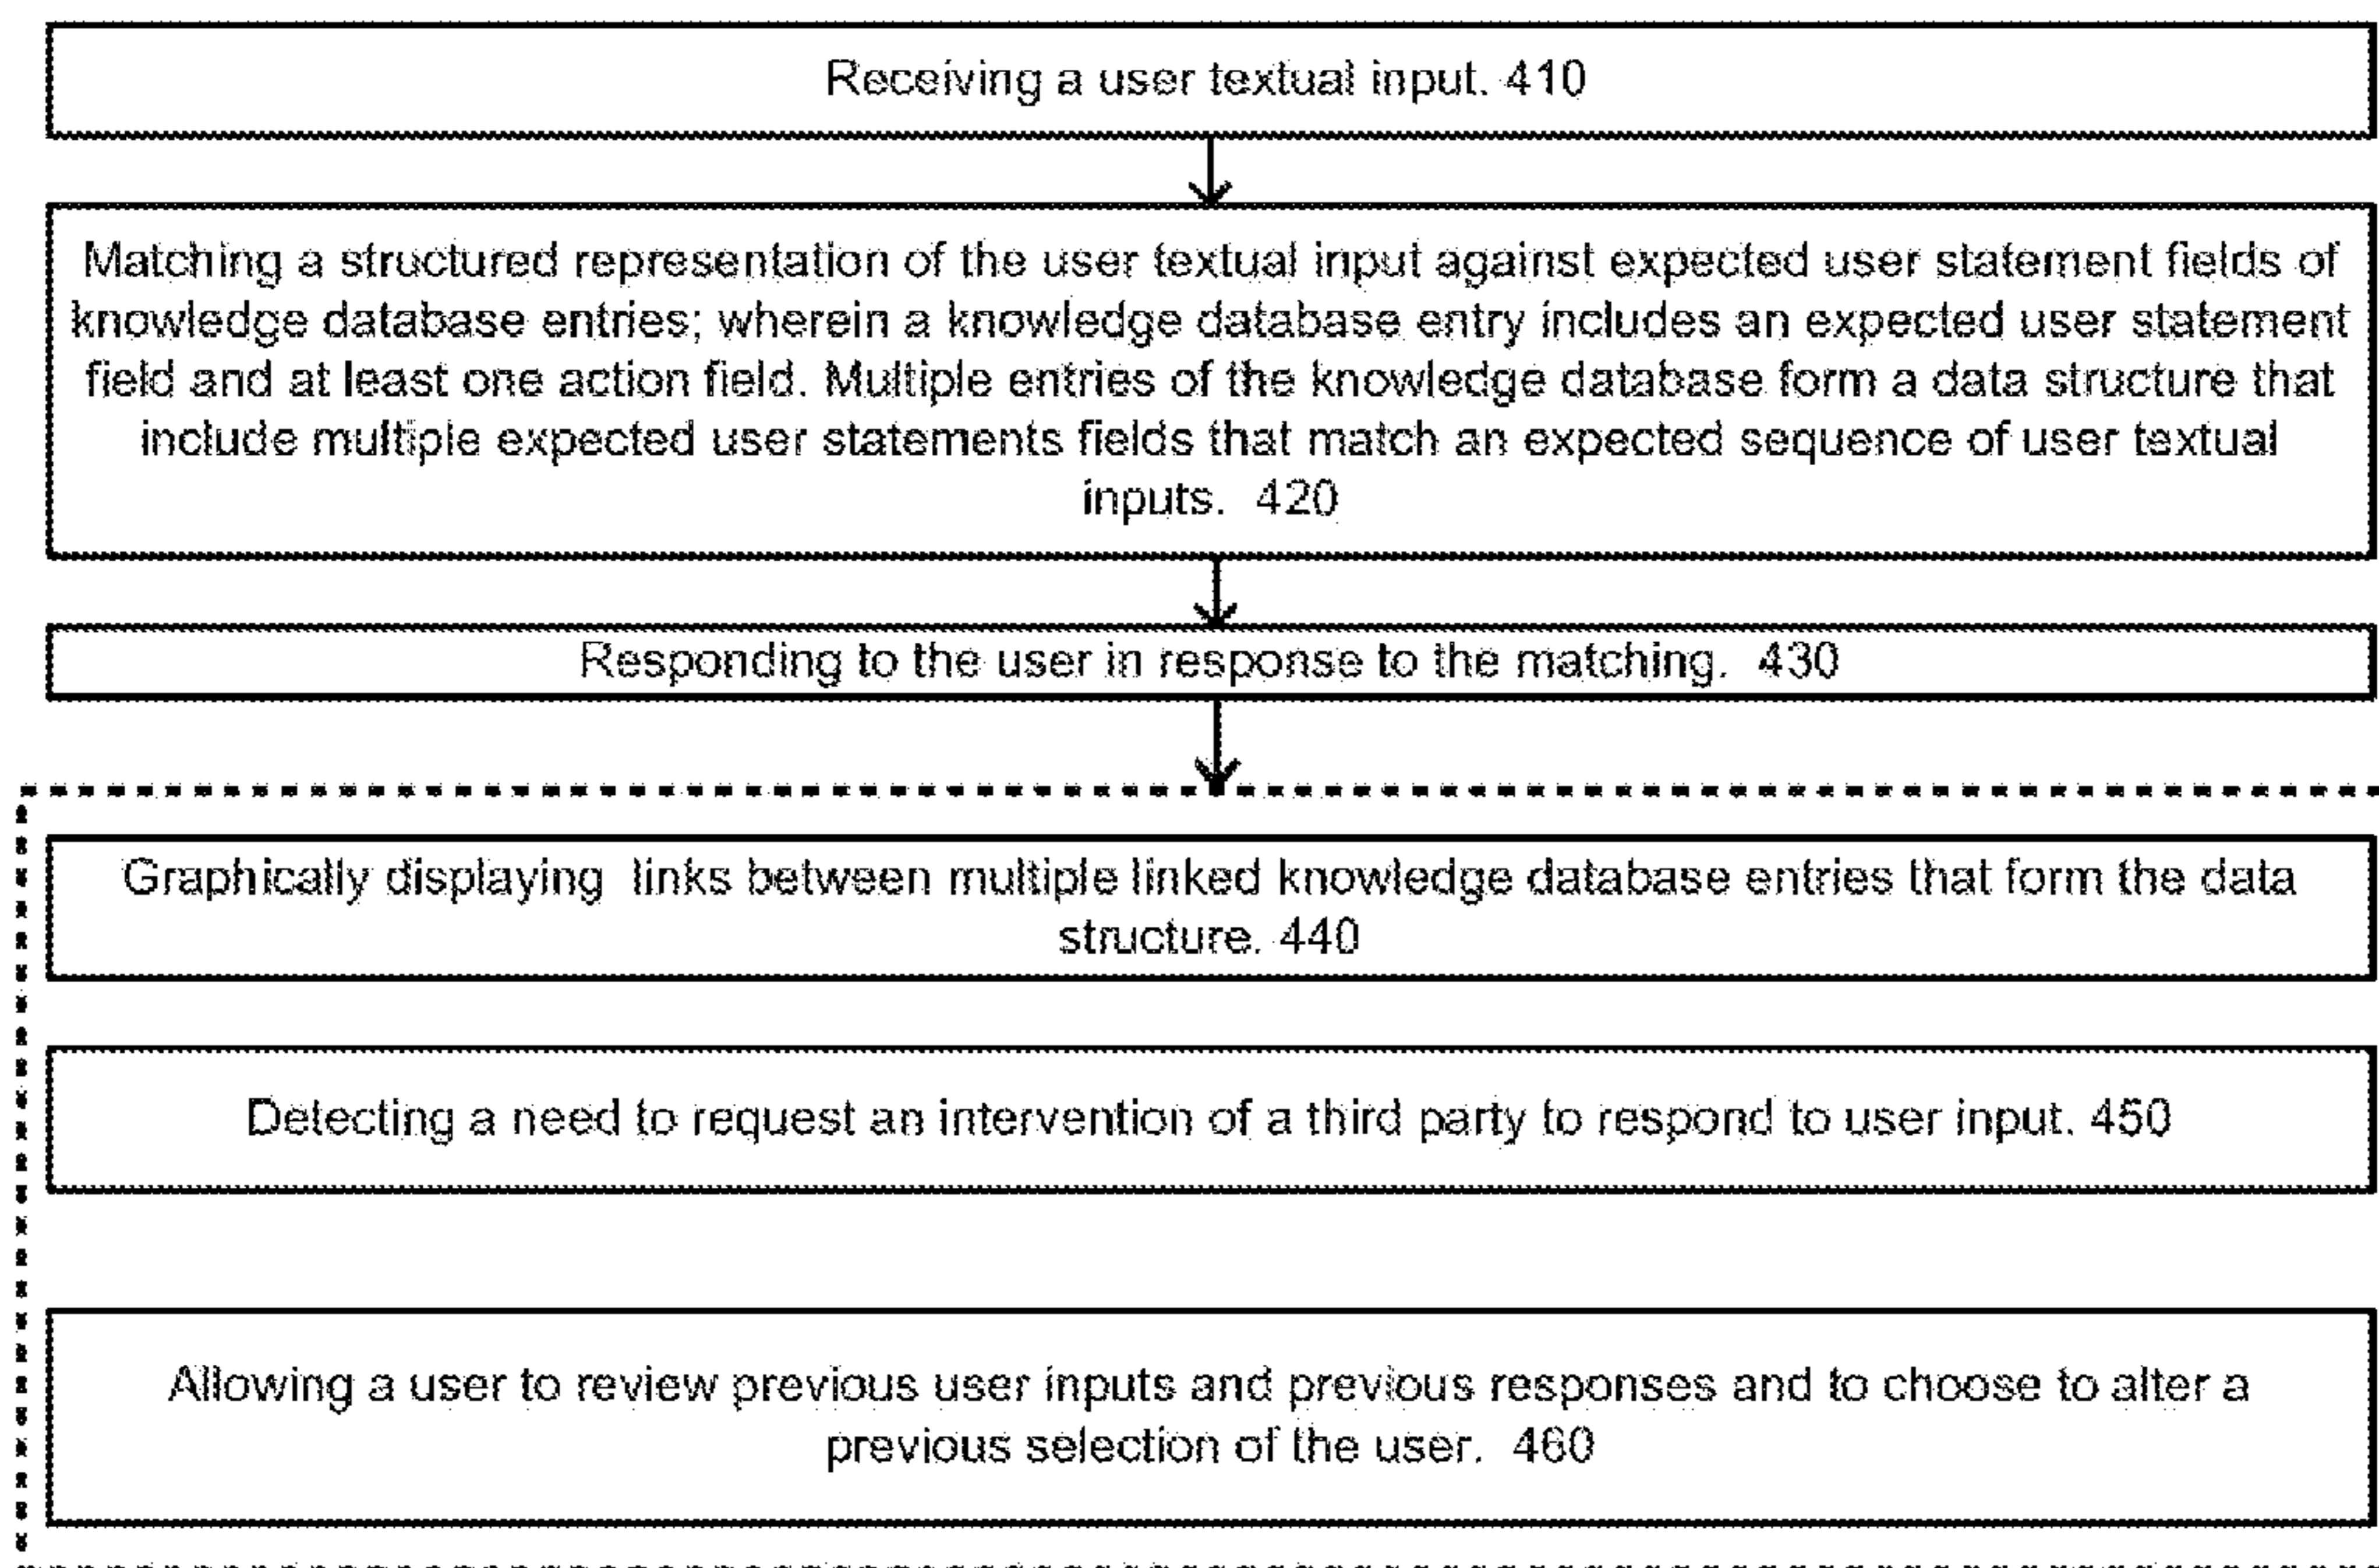 Receiving a user textual input. 410
Matching a structured representation of the user textual input against expected user statement fields of
knowledge database entries; wherein a knowledge database entry includes an expected user statement
field and at least one action field. Multiple entries of the knowledge database form a data structure that
include multiple expected user statements fields that match an expected sequence of user textual
inputs. 420
Responding to the user in response to the matching. 430
Graphically displaying links between multiple linked knowledge database entries that form the data
structure. 440
Detecting a need to request an intervention of a third party to respond to user input. 450
Allowing a user to review previous user inputs and previous responses and to choose to alter a
previous selection of the user. 460